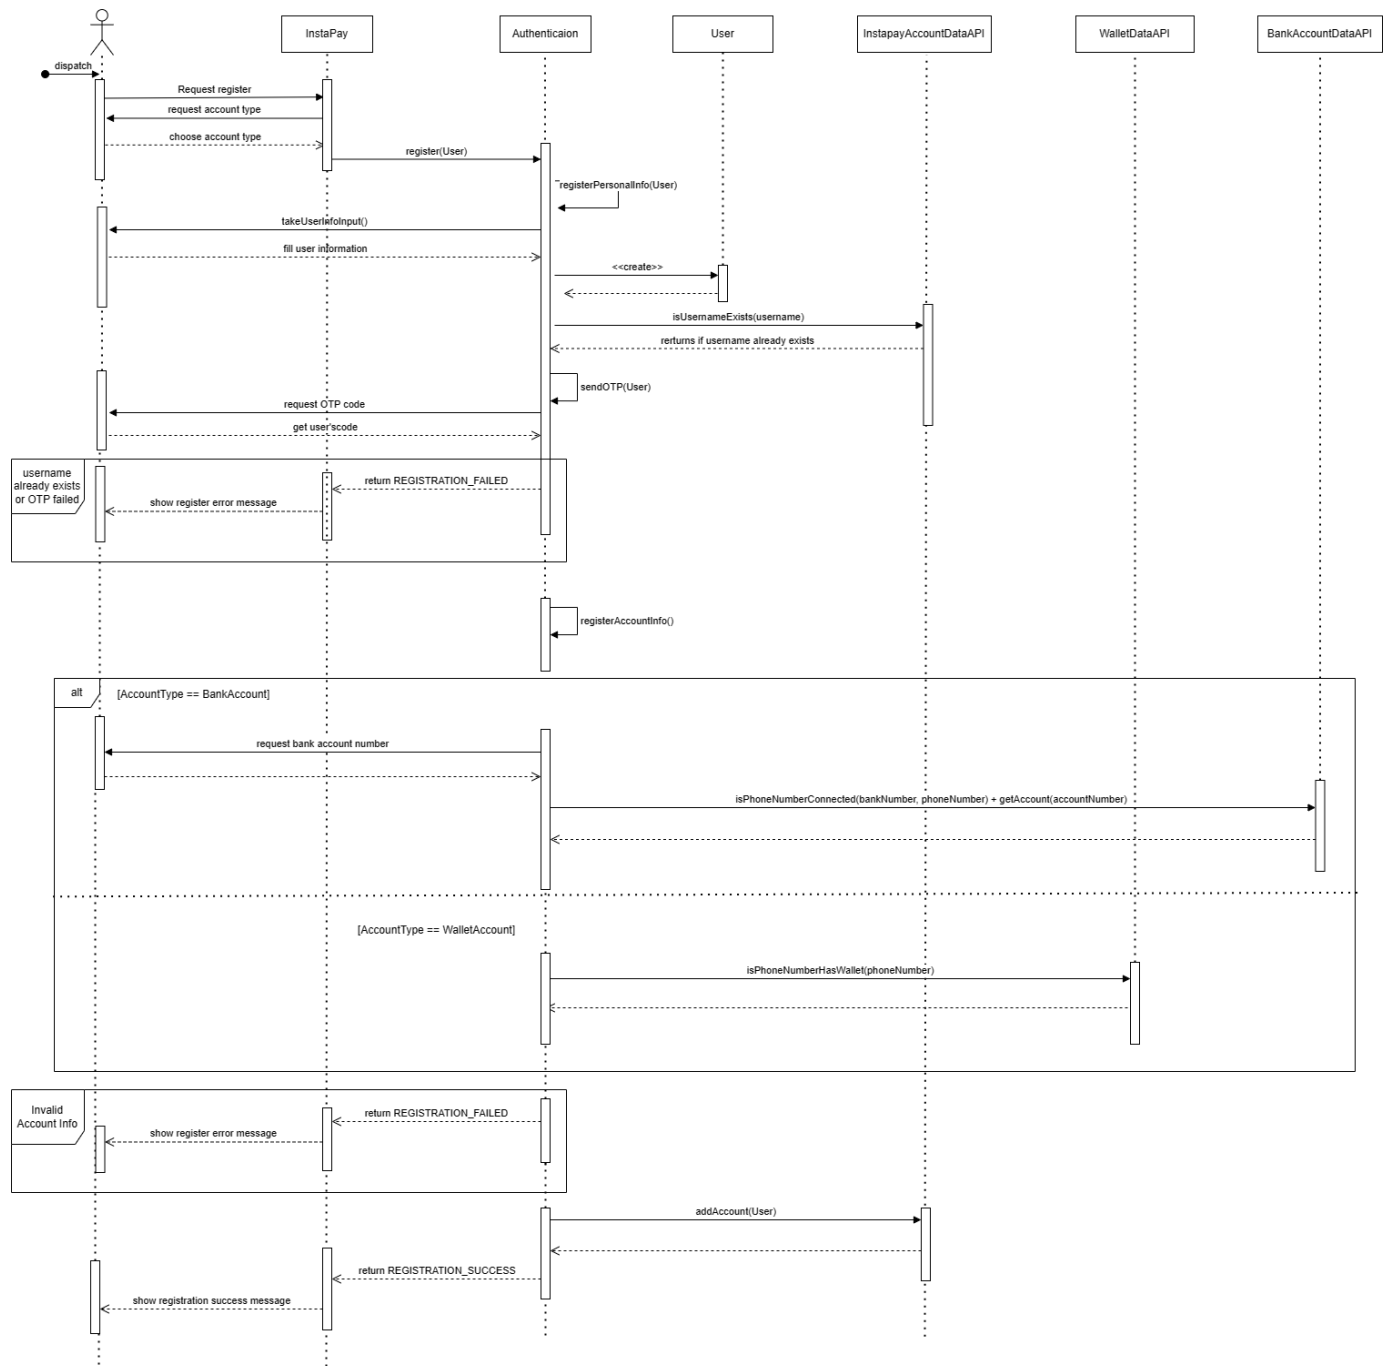 InstaPay
Authenticaion
User
InstapayAccountDataAPI
WalletDataAPI
BankAccountDataAPI
dispatch
Request register
request account type
choose account type
register(User)
registerPersonalInfo(User)
takeUserInfoInput()
fill user information
<<create>>
isUsernameExists(username)
rerturns if username already exists
sendOTP(User)
request OTP code
get user'scode
username
already exists
or OTP failed
return REGISTRATION_FAILED
show register error message
registerAccountInfo()
alt
[AccountType == BankAccount]
request bank account number
isPhoneNumberConnected(bankNumber, phoneNumber) + getAccount(accountNumber)
[AccountType == WalletAccount]
isPhoneNumberHasWallet(phoneNumber)
Invalid
Account Info
return REGISTRATION_FAILED
show register error message
addAccount(User)
return REGISTRATION_SUCCESS
show registration success message